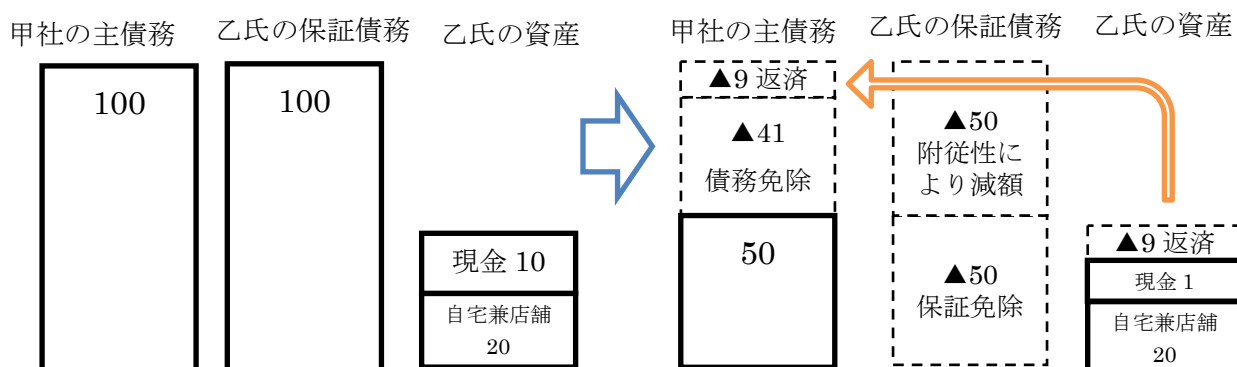 甲社の主債務
乙氏の保証債務
乙氏の資産
100
100
現金 10
自宅兼店舗
20
甲社の主債務
乙氏の保証債務
乙氏の資産
▲9 返済
▲41
債務免除
50
▲50
附従性に
より減額
▲50
保証免除
▲9 返済
現金 1
自宅兼店舗
20